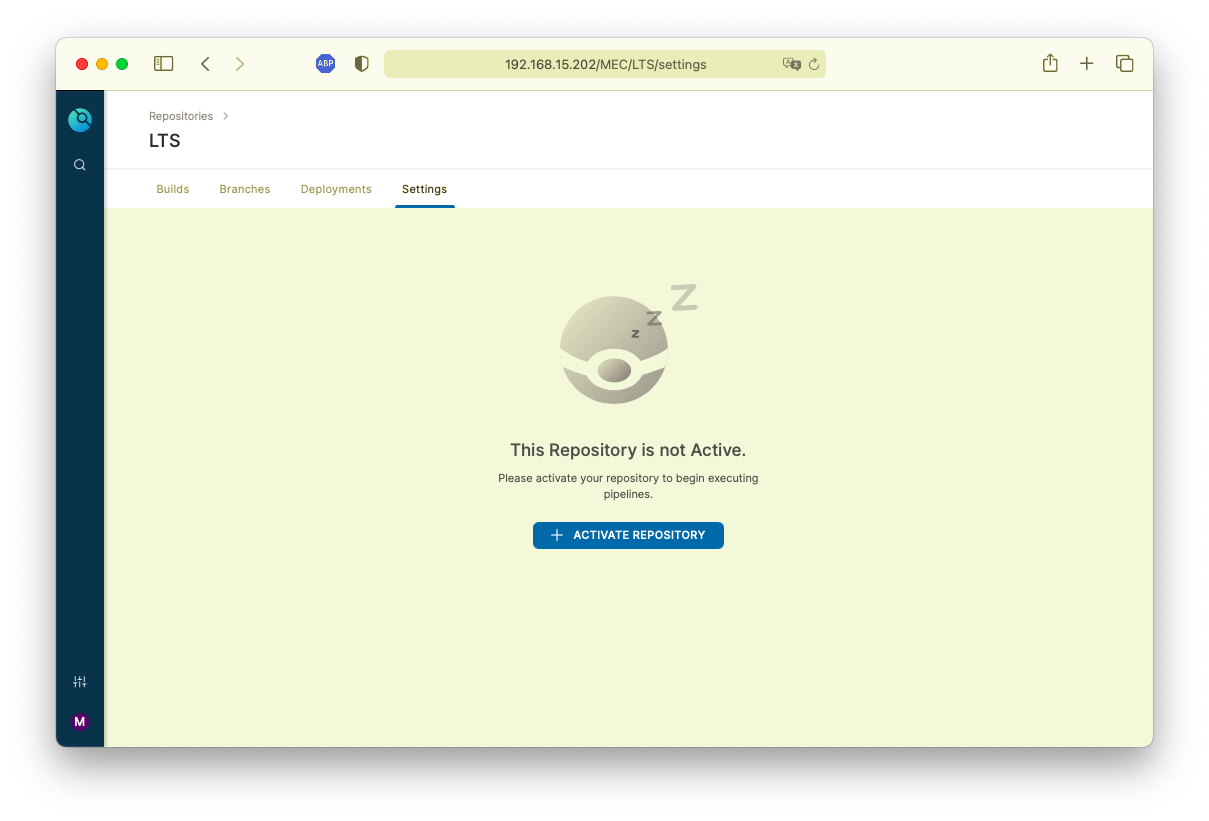 ABP
192.168.15.202/MEC/LTS/settings
Repositories
LTS
Builds Branches Deployments Settings
z z Z
This Repository is not Active.
Please activate your repository to begin executing
pipelines.
ACTIVATE REPOSITORY
M